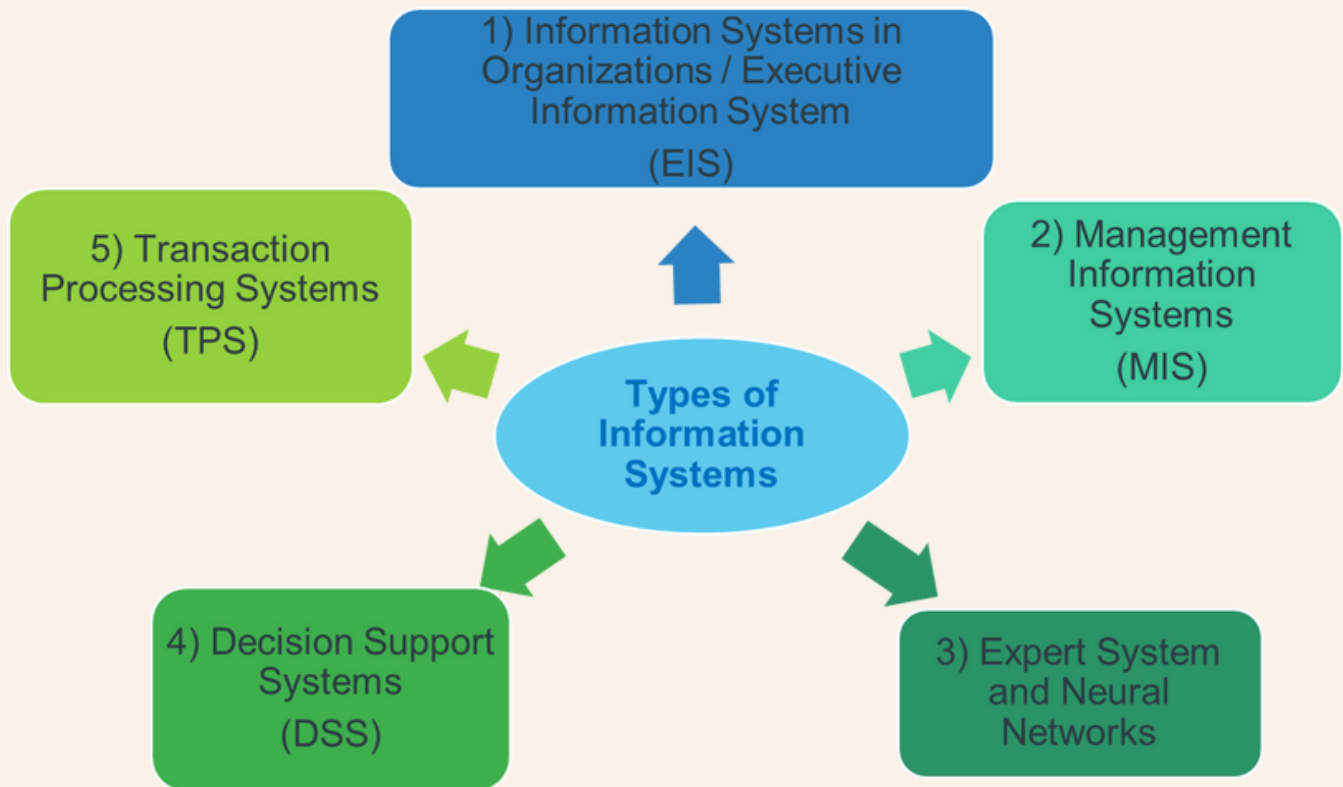 1) Information Systems in
Organizations / Executive
Information System
(EIS)
2) Management
Information
Systems
(MIS)
3) Expert System
and Neural
Networks
4) Decision Support
Systems
(DSS)
5) Transaction
Processing Systems
(TPS)
Types of
Information
Systems